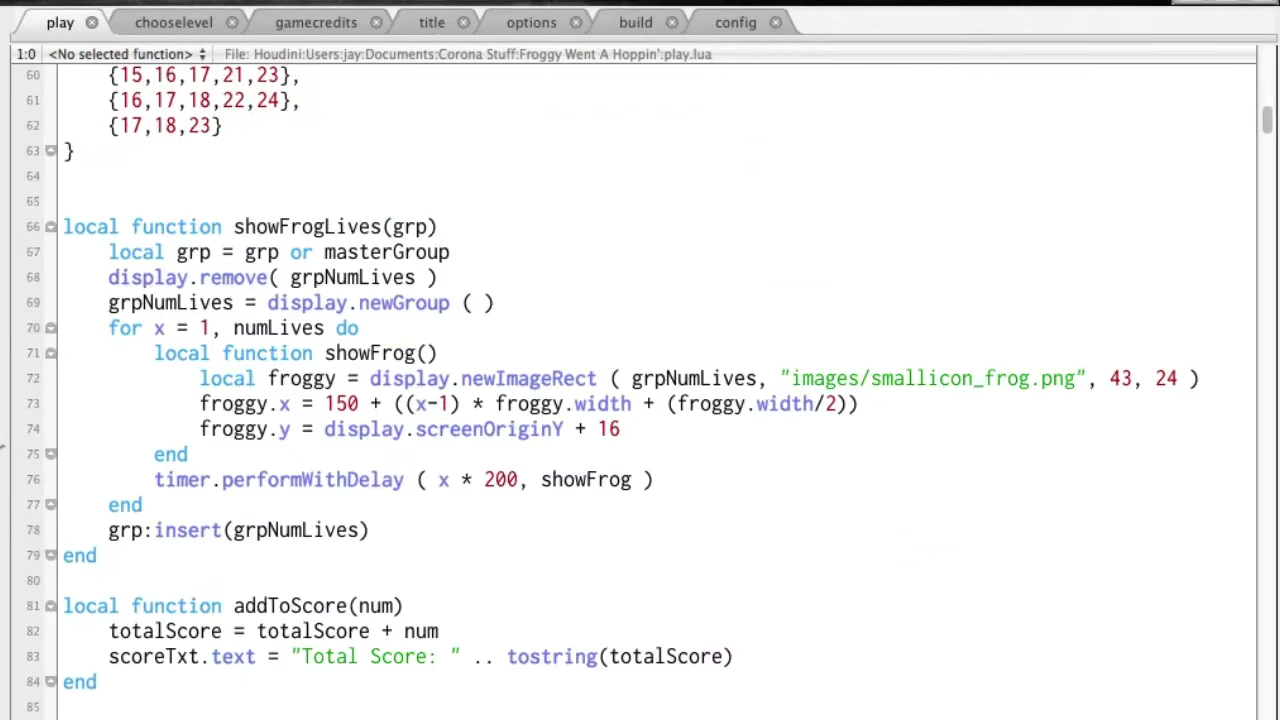 play chooselevel gamecredits title options build config
1:0 <No selected function> File: Houdini:Users:jay:Documents:Corona Stuff:Froggy Went A Hoppin':play.lua
60 {15,16,17,21,23},
61 {16,17,18,22,24},
62 {17,18,23}
63 }
64
65
66 local function showFrogLives(grp)
67 local grp = grp or masterGroup
68 display.remove( grpNumLives )
69 grpNumLives = display.newGroup ( )
70 for x = 1, numLives do
71 local function showFrog()
72 local froggy = display.newImageRect ( grpNumLives, "images/smallicon_frog.png", 43, 24 )
73 froggy.x = 150 + ((x-1) * froggy.width + (froggy.width/2))
74 froggy.y = display.screenOriginY + 16
75 end
76 timer.performWithDelay ( x * 200, showFrog )
77 end
78 grp:insert(grpNumLives)
79 end
80
81 local function addToScore(num)
82 totalScore = totalScore + num
83 scoreTxt.text = "Total Score: " .. tostring(totalScore)
84 end
85